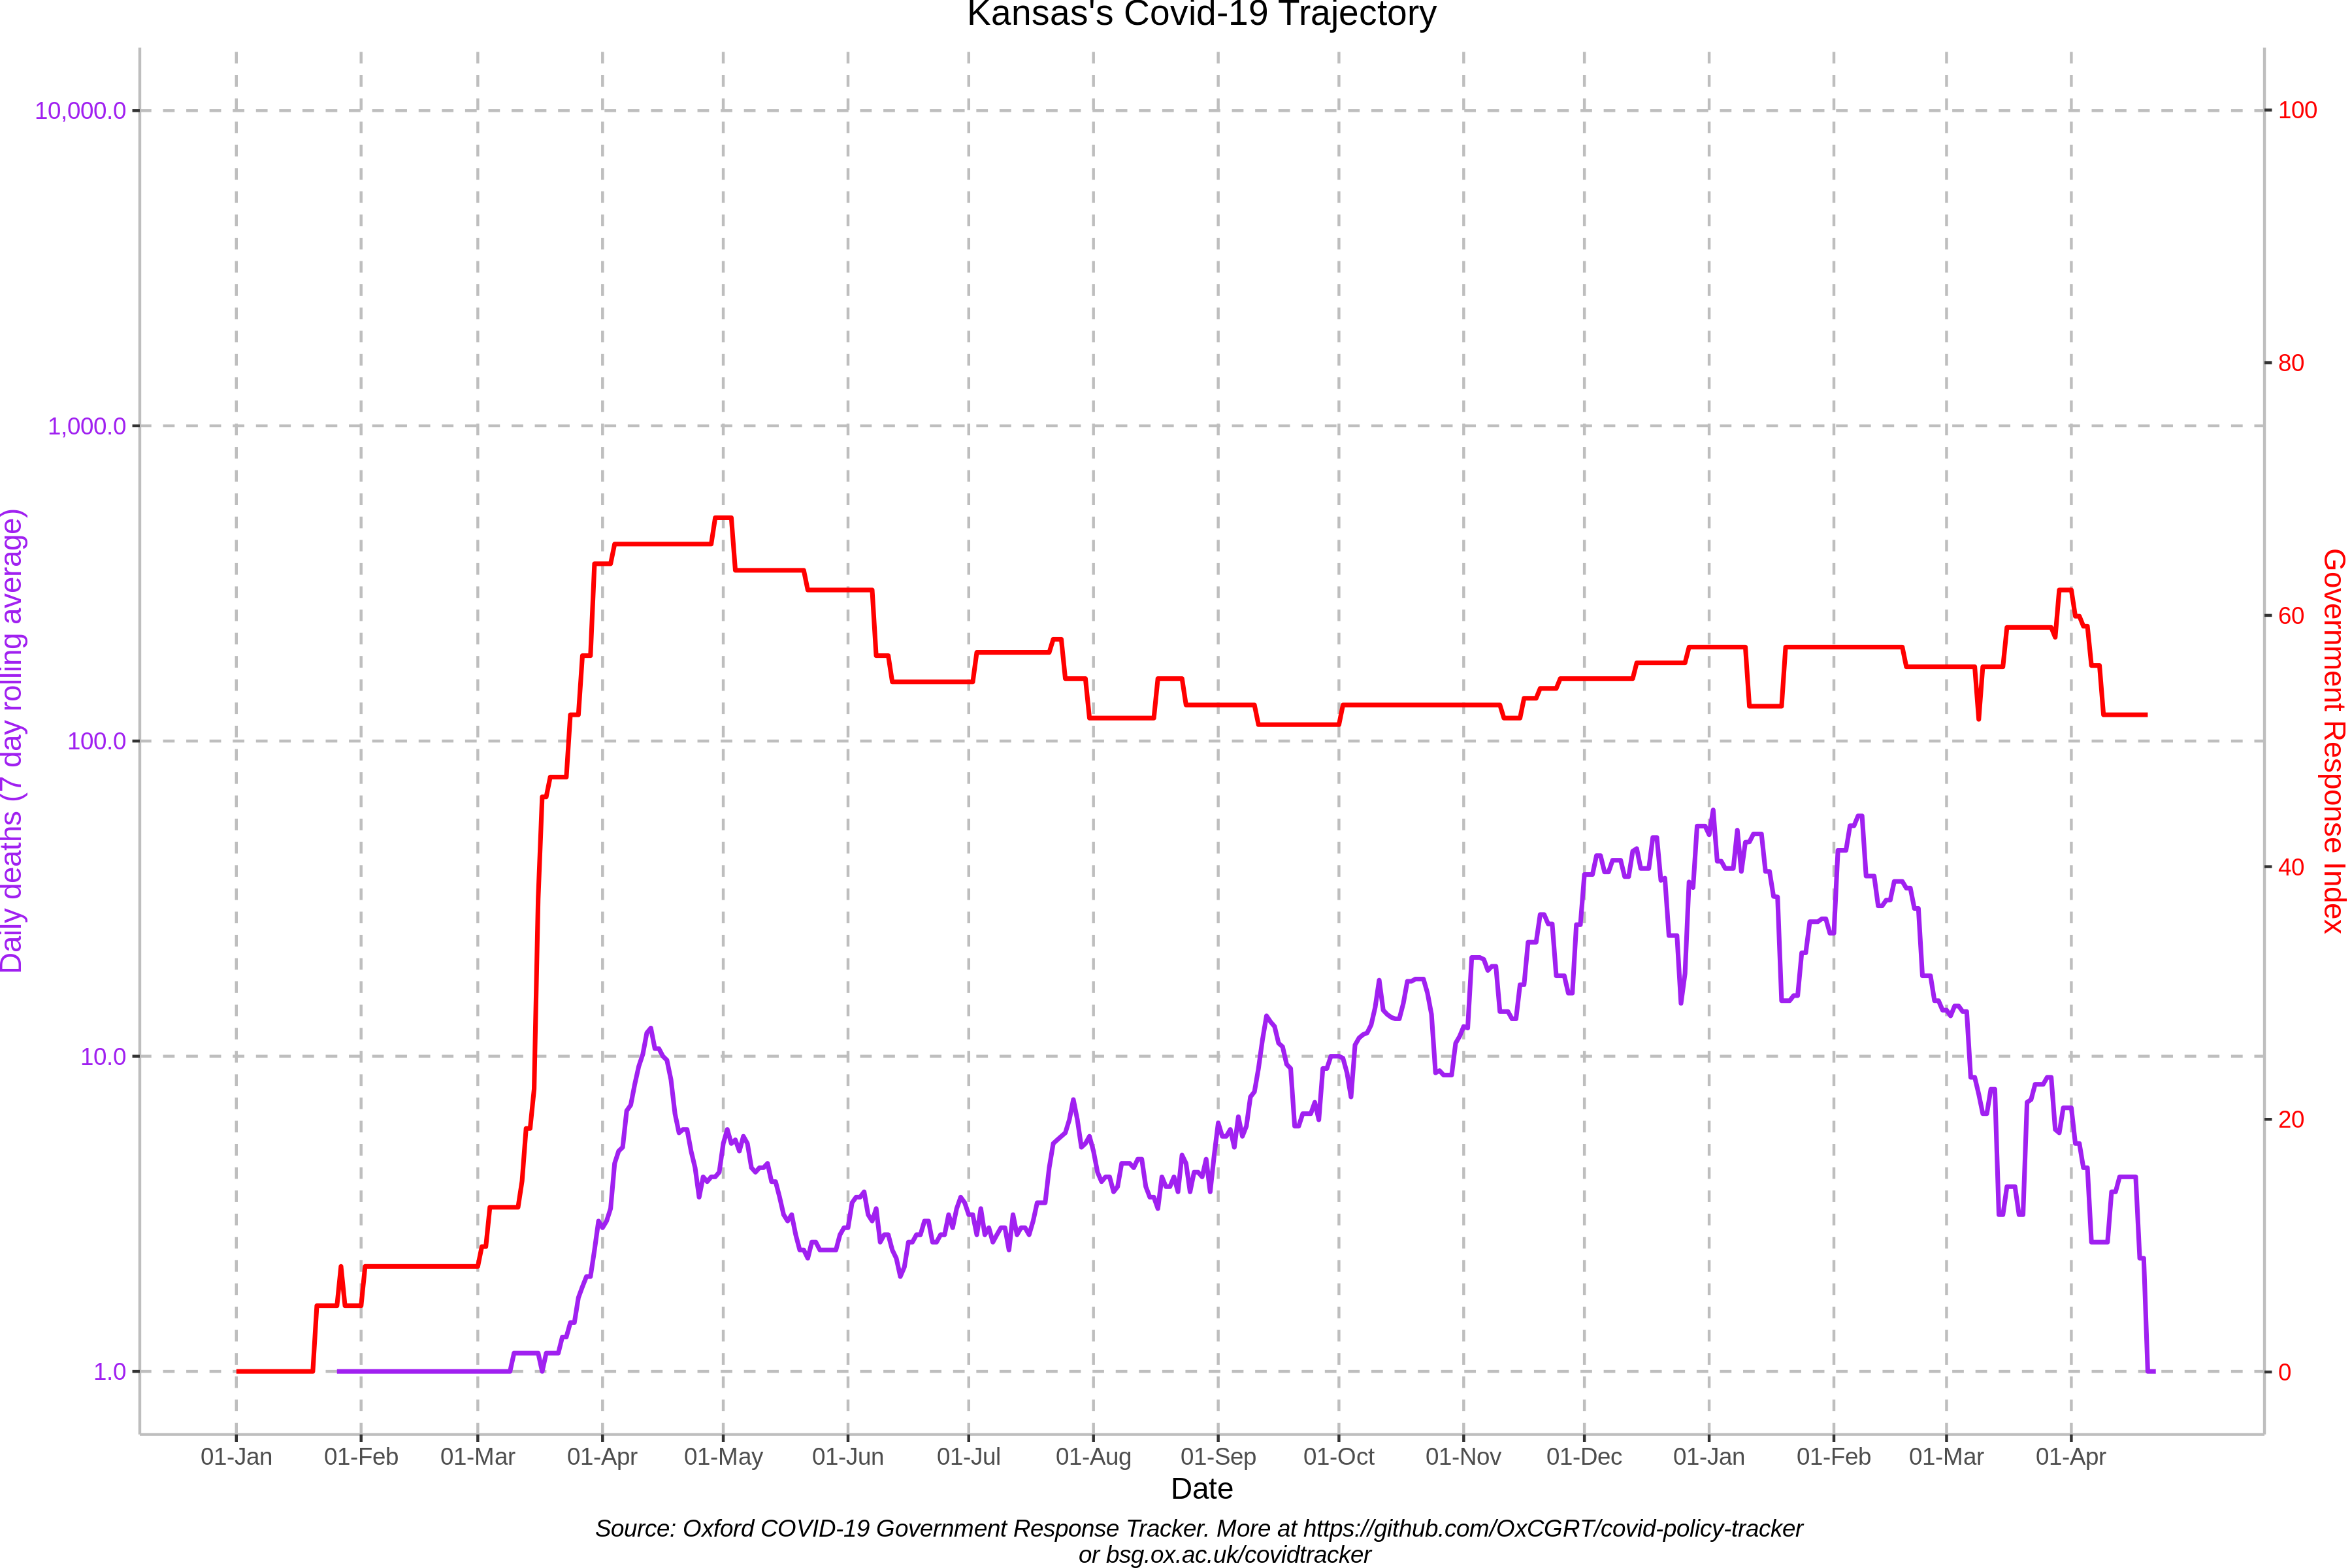 Kansas's Covid-19 Trajectory
10,000.0
1,000.0
100.0
10.0
1.0
Daily deaths (7 day rolling average)
100
80
60
40
20
0
Government Response Index
01-Jan 01-Feb 01-Mar 01-Apr 01-May 01-Jun 01-Jul 01-Aug 01-Sep 01-Oct 01-Nov 01-Dec 01-Jan 01-Feb 01-Mar 01-Apr
Date
Source: Oxford COVID-19 Government Response Tracker. More at https://github.com/OxCGRT/covid-policy-tracker
or bsg.ox.ac.uk/covidtracker